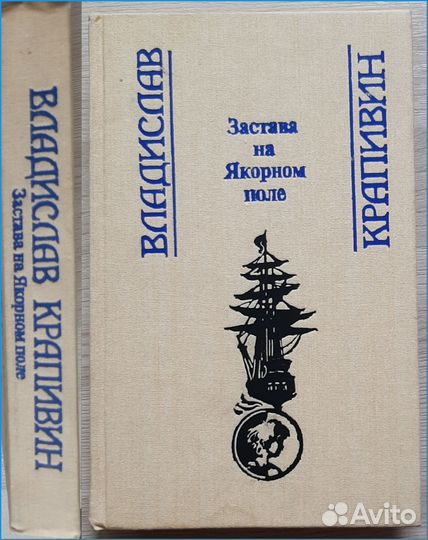 ВЛАДИСЛАВ КРАПИВИН
Застава на Якорном поле
ВЛАДИСЛАВ
Застава
на
Якорном
поле
КРАПИВИН
Avito